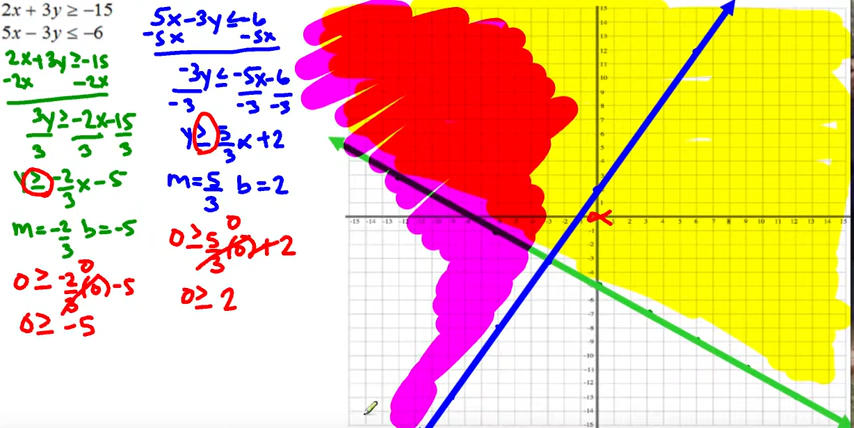 2x + 3y ≥ −15
5x − 3y ≤ −6
2x+3y≥-15
-2x -2x
3y≥-2x-15
3 3 3
y≥-2/3x-5
m=-2/3 b=-5
0≥-2/3(0)-5
0
0≥-5
5x-3y≤-6
-5x -5x
-3y≤-5x-6
-3 -3 -3
y≥5/3x+2
m=5/3 b=2
0≥5/3(0)+2
0
0≥2